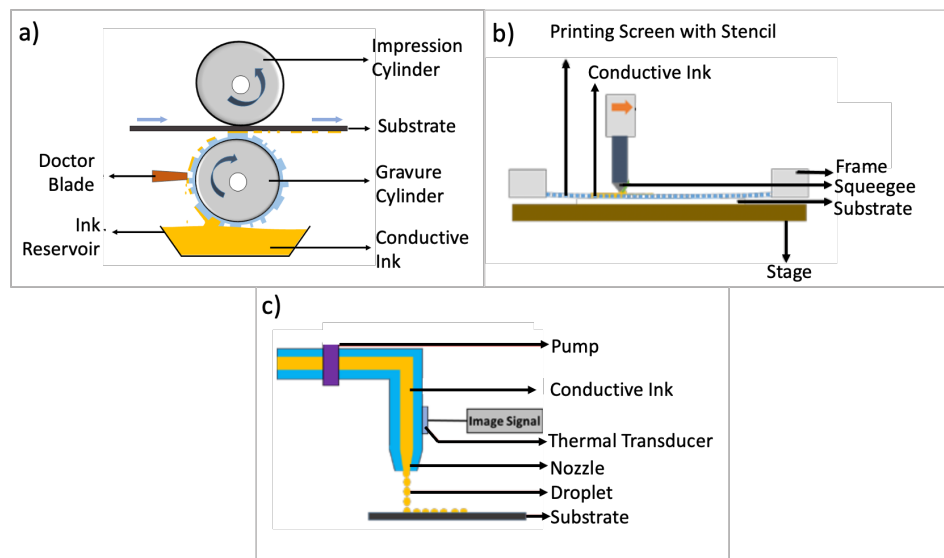 a)
Impression
Cylinder
Substrate
Doctor
Blade
Gravure
Cylinder
Ink
Reservoir
Conductive
Ink
b)
Printing Screen with Stencil
Conductive Ink
Frame
Squeegee
Substrate
Stage
c)
Pump
Conductive Ink
Image Signal
Thermal Transducer
Nozzle
Droplet
Substrate